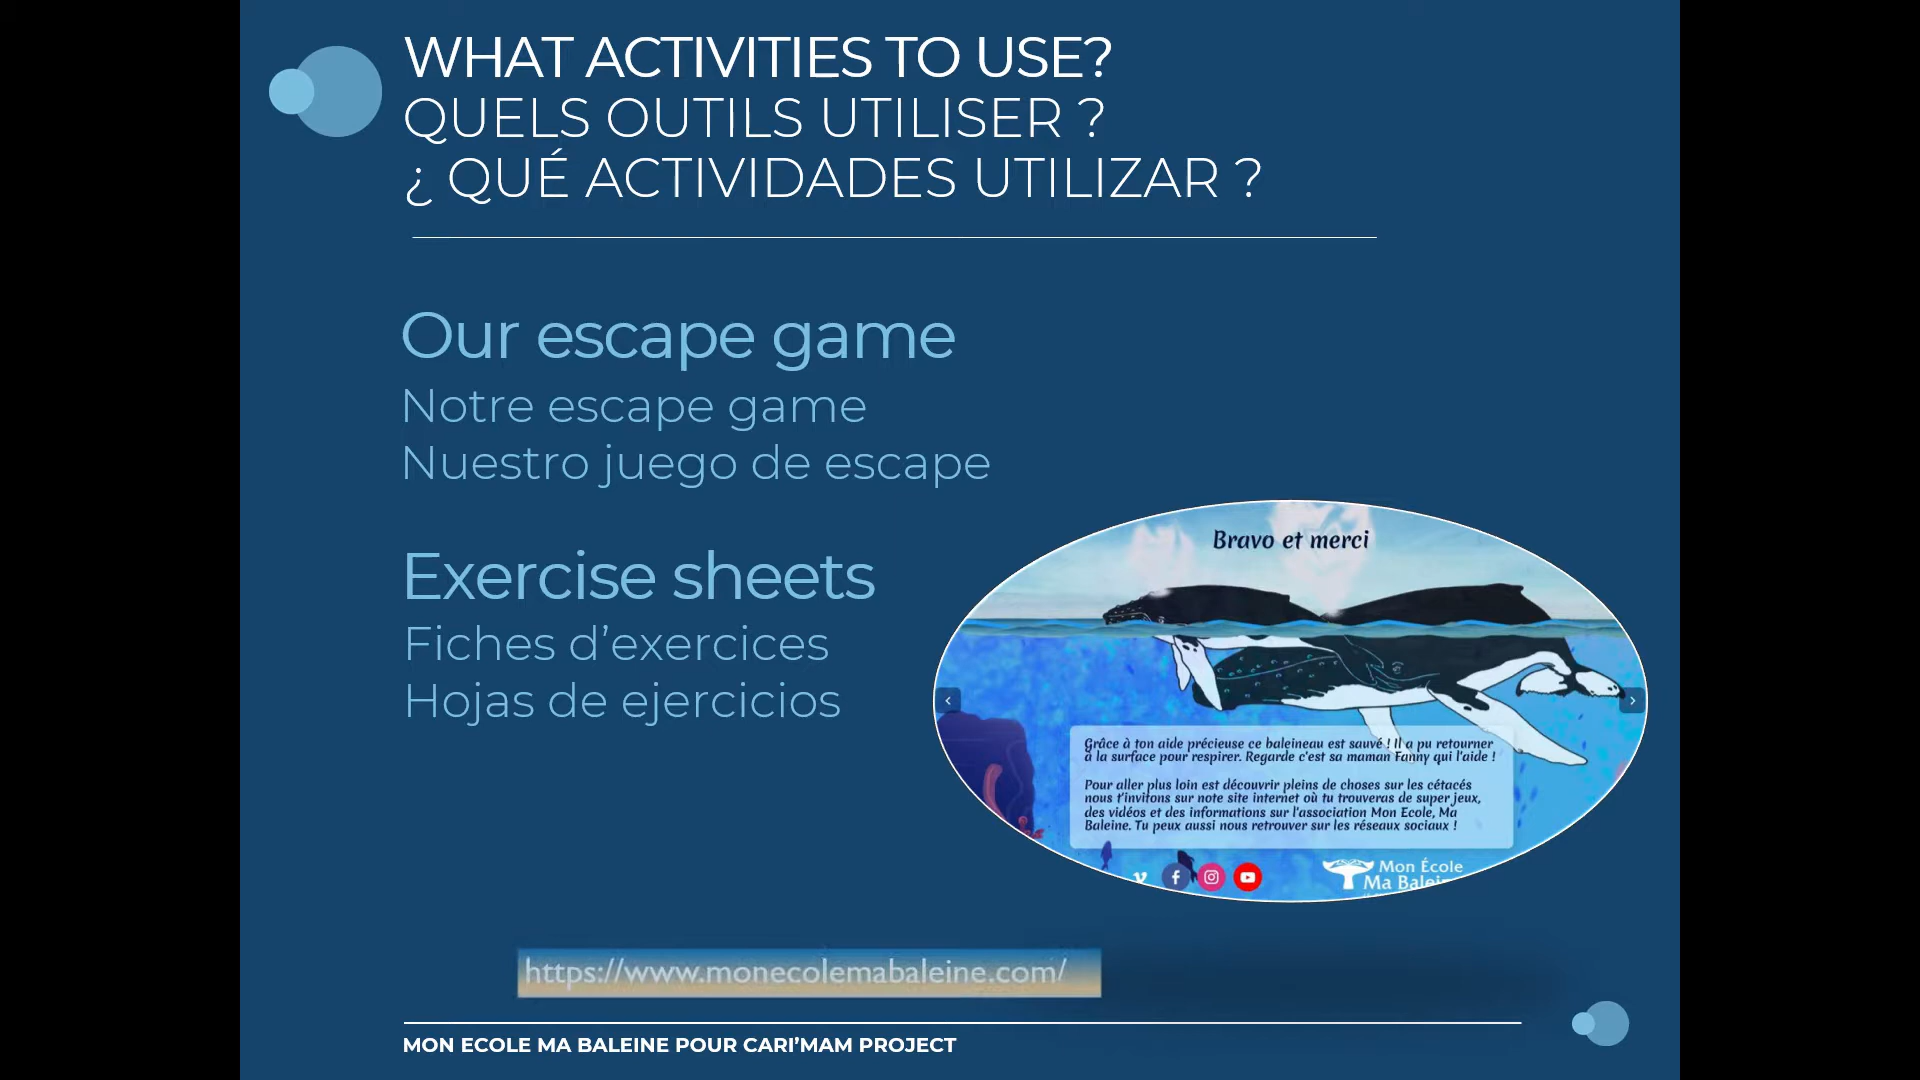 WHAT ACTIVITIES TO USE?
QUELS OUTILS UTILISER ?
¿ QUÉ ACTIVIDADES UTILIZAR ?
Our escape game
Notre escape game
Nuestro juego de escape
Exercise sheets
Fiches d’exercices
Hojas de ejercicios
Bravo et merci
Grâce à ton aide précieuse ce baleineau est sauvé ! Il a pu retourner
à la surface pour respirer. Regarde c'est sa maman Fanny qui l'aide !
Pour aller plus loin est découvrir pleins de choses sur les cétacés
nous t'invitons sur note site internet où tu trouveras de super jeux,
des vidéos et des informations sur l'association Mon Ecole, Ma
Baleine. Tu peux aussi nous retrouver sur les réseaux sociaux !
Mon École
Ma
https://www.monecolemabaleine.com/
MON ECOLE MA BALEINE POUR CARI’MAM PROJECT